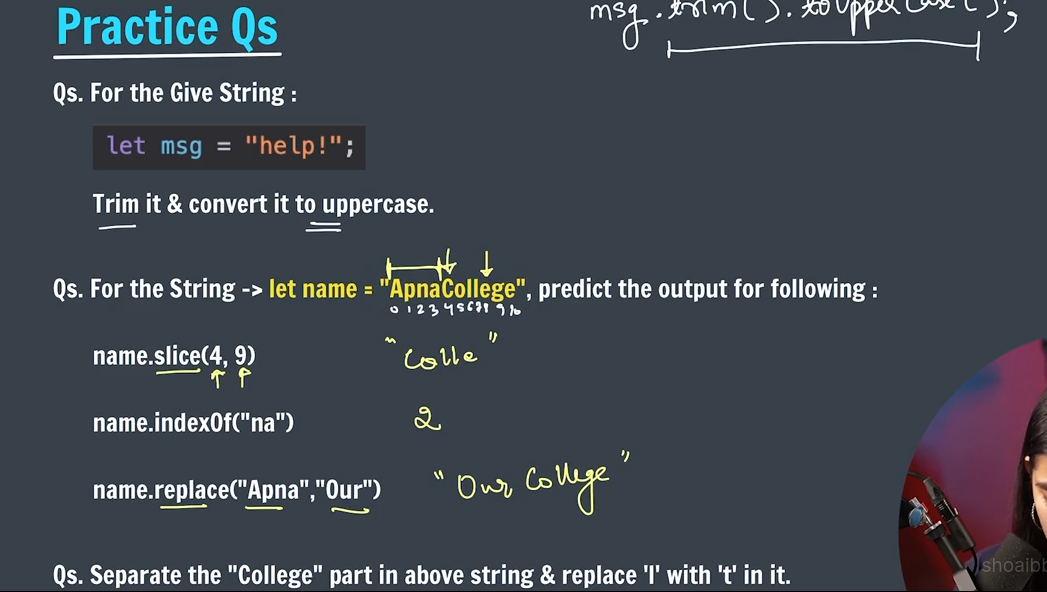 Practice Qs
msg.trim().toUpperCase();
Qs. For the Give String :
let msg = "help!";
Trim it & convert it to uppercase.
Qs. For the String -> let name = "ApnaCollege", predict the output for following :
0 1 2 3 4 5 6 7 8 9 10
name.slice(4, 9) "Colle"
name.indexOf("na") 2
name.replace("Apna","Our") "Our College"
Qs. Separate the "College" part in above string & replace 'l' with 't' in it.